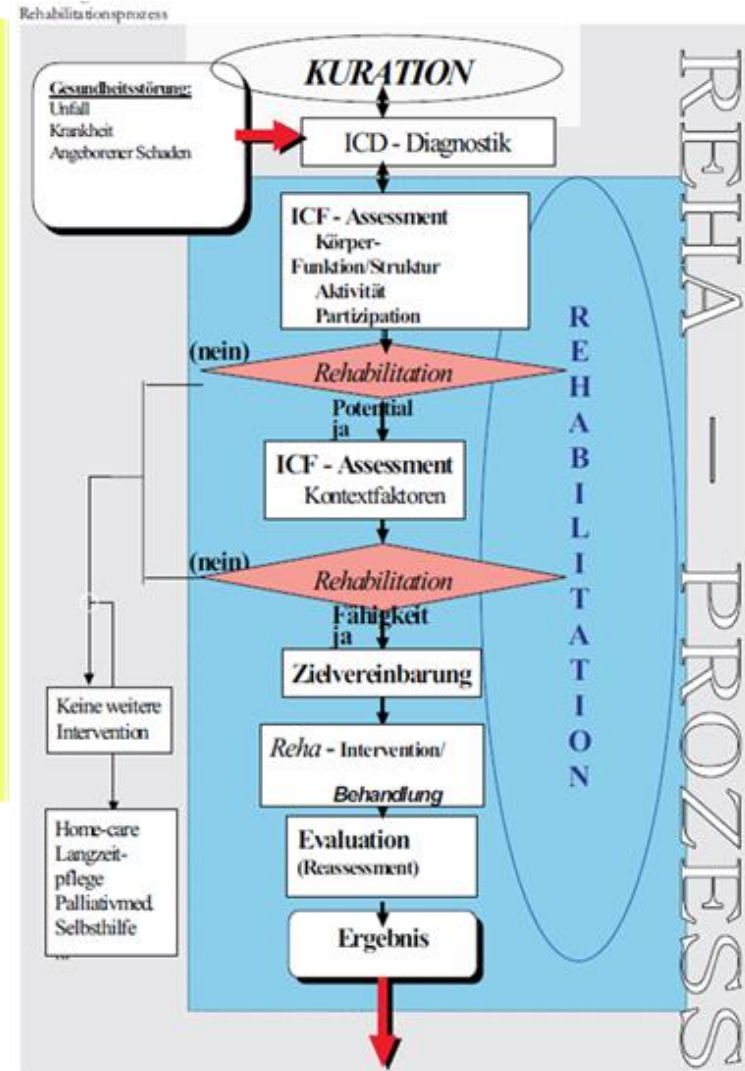 Rehabilitationsprozess
KURATION
Gesundheitsstörung:
Unfall
Krankheit
Angeborener Schaden
ICD - Diagnostik
ICF - Assessment
Körper-
Funktion/Struktur
Aktivität
Partizipation
(nein)
Rehabilitation
Potential
ja
ICF - Assessment
Kontextfaktoren
(nein)
Rehabilitation
Fähigkeit
ja
Zielvereinbarung
Keine weitere
Intervention
Reha - Intervention/
Behandlung
Home-care
Langzeit-
pflege
Palliativmed.
Selbsthilfe
...
Evaluation
(Reassessment)
Ergebnis
REHABILITATION
REHA – PROZESS